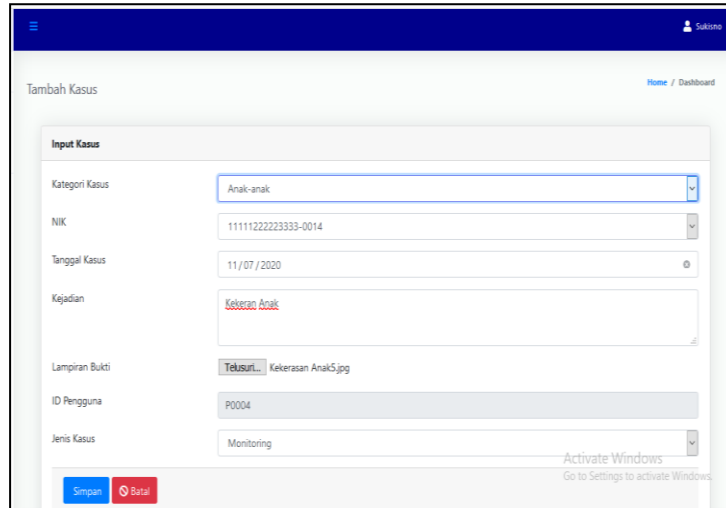 Sukisno
Tambah Kasus
Home / Dashboard
Input Kasus
Kategori Kasus
Anak-anak
NIK
11111222223333-0014
Tanggal Kasus
11/07/2020
Kejadian
Kekeran Anak
Lampiran Bukti
Telusuri... Kekerasan Anak5.jpg
ID Pengguna
P0004
Jenis Kasus
Monitoring
Activate Windows
Go to Settings to activate Windows.
Simpan Batal